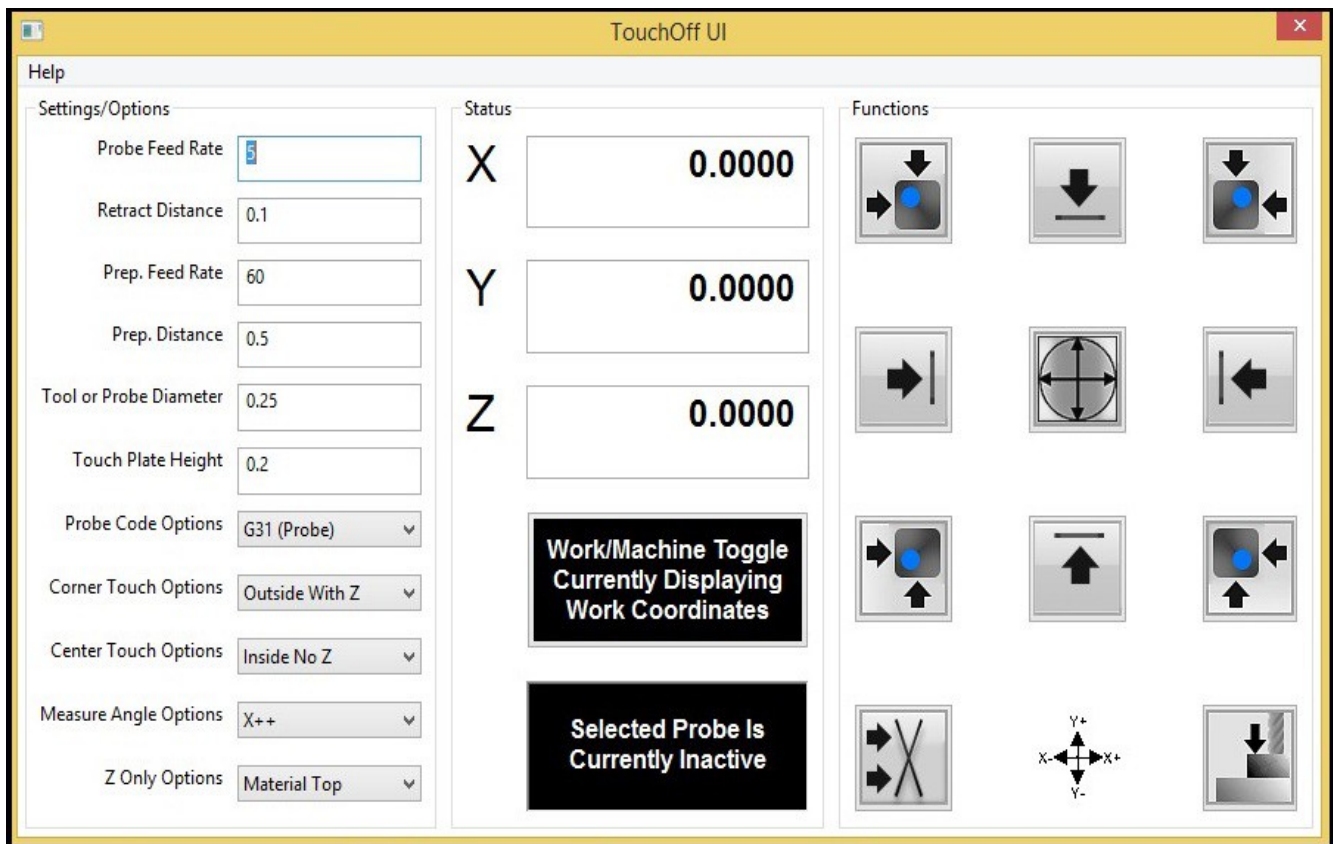 TouchOff UI
Help
Settings/Options
Probe Feed Rate 5
Retract Distance 0.1
Prep. Feed Rate 60
Prep. Distance 0.5
Tool or Probe Diameter 0.25
Touch Plate Height 0.2
Probe Code Options G31 (Probe)
Corner Touch Options Outside With Z
Center Touch Options Inside No Z
Measure Angle Options X++
Z Only Options Material Top
Status
X 0.0000
Y 0.0000
Z 0.0000
Work/Machine Toggle
Currently Displaying
Work Coordinates
Selected Probe Is
Currently Inactive
Functions
Y+
X- X+
Y-